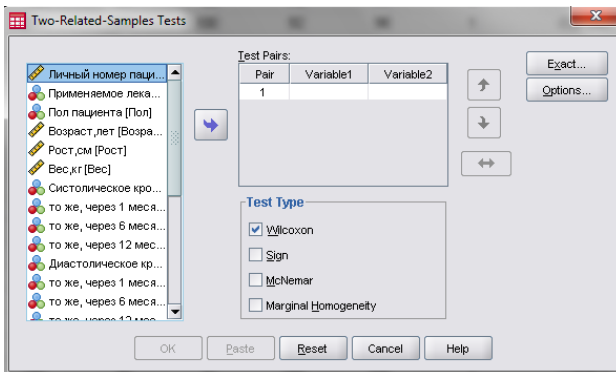 Two-Related-Samples Tests
Личный номер паци...
Применяемое лека...
Пол пациента [Пол]
Возраст,лет [Возра...
Рост,см [Рост]
Вес,кг [Вес]
Систолическое кро...
то же, через 1 меся...
то же, через 6 меся...
то же, через 12 мес...
Диастолическое кр...
то же, через 1 меся...
то же, через 6 меся...
Test Pairs:
Pair Variable1 Variable2
1
Exact...
Options...
Test Type
Wilcoxon
Sign
McNemar
Marginal Homogeneity
OK Paste Reset Cancel Help